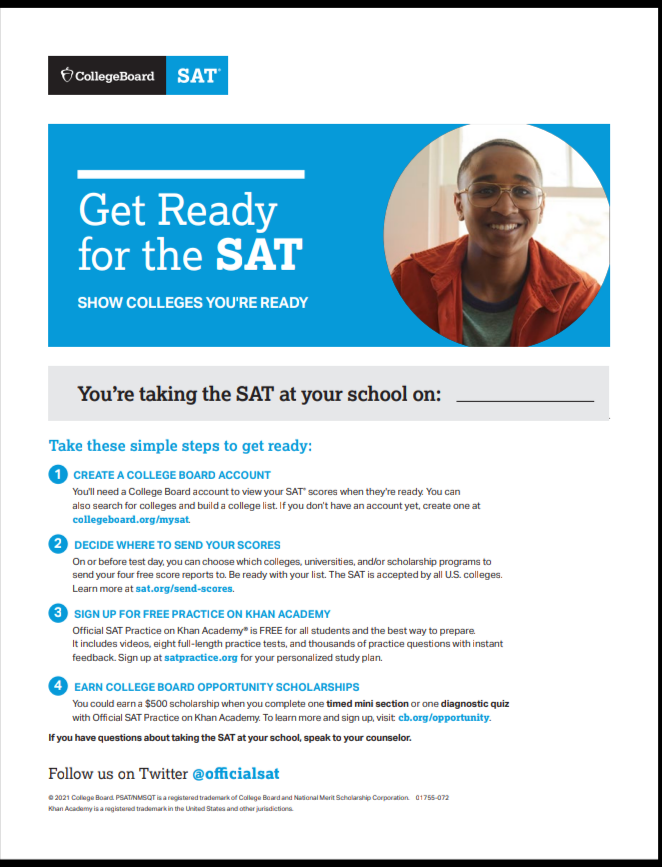 CollegeBoard SAT®
Get Ready
for the SAT
SHOW COLLEGES YOU'RE READY
You're taking the SAT at your school on:
Take these simple steps to get ready:
1 CREATE A COLLEGE BOARD ACCOUNT
You'll need a College Board account to view your SAT® scores when they're ready. You can
also search for colleges and build a college list. If you don't have an account yet, create one at
collegeboard.org/mysat.
2 DECIDE WHERE TO SEND YOUR SCORES
On or before test day, you can choose which colleges, universities, and/or scholarship programs to
send your four free score reports to. Be ready with your list. The SAT is accepted by all U.S. colleges.
Learn more at sat.org/send-scores.
3 SIGN UP FOR FREE PRACTICE ON KHAN ACADEMY
Official SAT Practice on Khan Academy® is FREE for all students and the best way to prepare.
It includes videos, eight full-length practice tests, and thousands of practice questions with instant
feedback. Sign up at satpractice.org for your personalized study plan.
4 EARN COLLEGE BOARD OPPORTUNITY SCHOLARSHIPS
You could earn a $500 scholarship when you complete one timed mini section or one diagnostic quiz
with Official SAT Practice on Khan Academy. To learn more and sign up, visit: cb.org/opportunity.
If you have questions about taking the SAT at your school, speak to your counselor.
Follow us on Twitter @officialsat
© 2021 College Board. PSAT/NMSQT is a registered trademark of College Board and National Merit Scholarship Corporation. 01755-072
Khan Academy is a registered trademark in the United States and other jurisdictions.